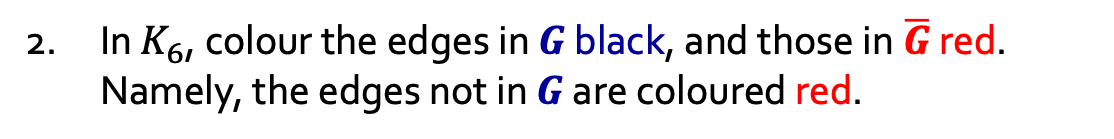 2. In K₆, colour the edges in G black, and those in G̅ red.
Namely, the edges not in G are coloured red.